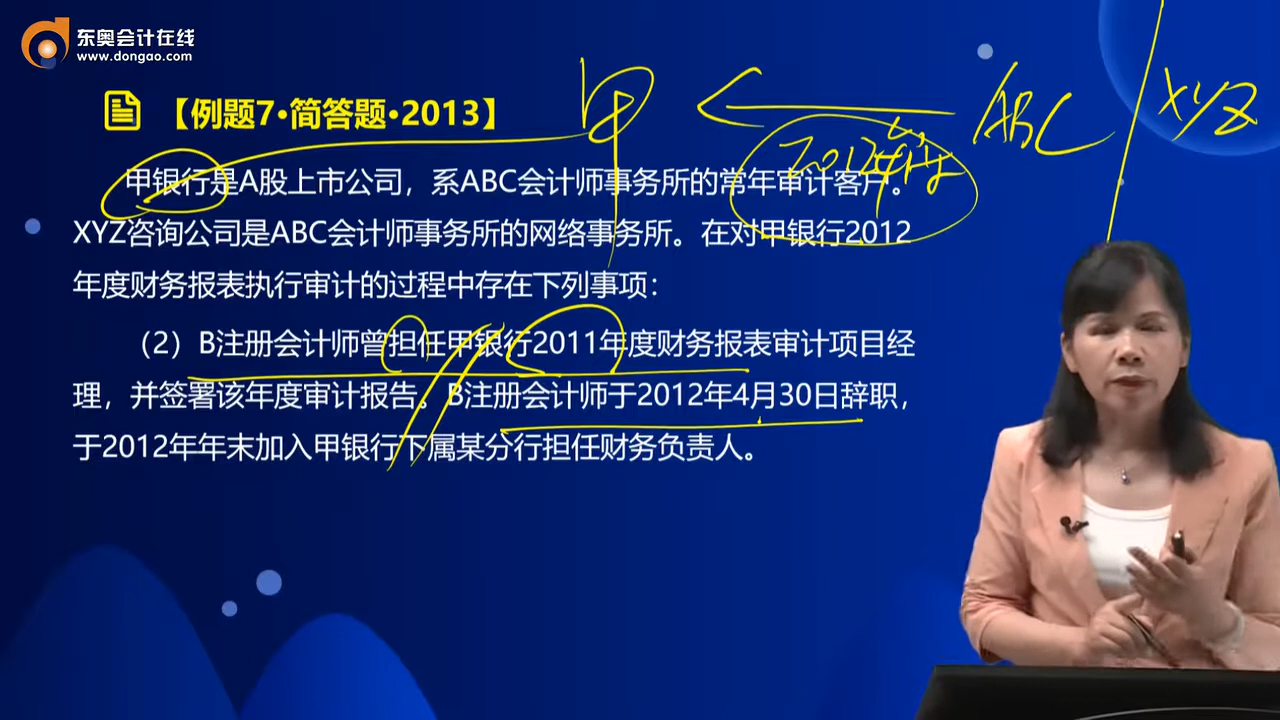 东奥会计在线
www.dongao.com
【例题7•简答题•2013】
甲 ← ABC / XYZ
甲银行是A股上市公司，系ABC会计师事务所的常年审计客户。
XYZ咨询公司是ABC会计师事务所的网络事务所。在对甲银行2012
年度财务报表执行审计的过程中存在下列事项：
（2）B注册会计师曾担任甲银行2011年度财务报表审计项目经
理，并签署该年度审计报告。B注册会计师于2012年4月30日辞职，
于2012年年末加入甲银行下属某分行担任财务负责人。